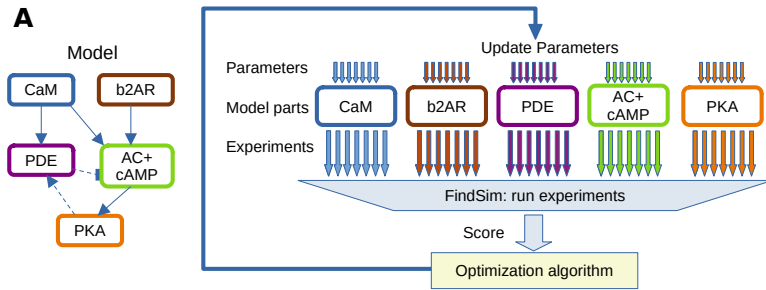 A
Model
CaM
b2AR
PDE
AC+
cAMP
PKA
Update Parameters
Parameters
Model parts
CaM
b2AR
PDE
AC+
cAMP
PKA
Experiments
FindSim: run experiments
Score
Optimization algorithm